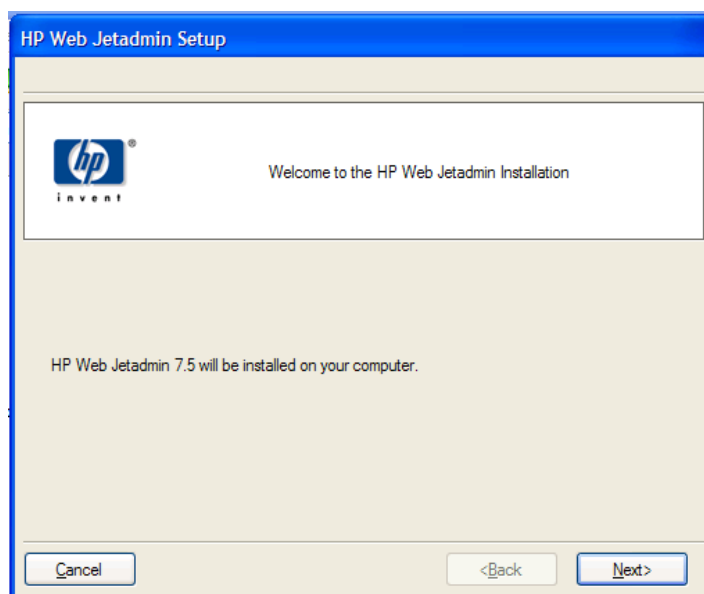 HP Web Jetadmin Setup
hp
®
invent
Welcome to the HP Web Jetadmin Installation
HP Web Jetadmin 7.5 will be installed on your computer.
Cancel
<Back
Next>